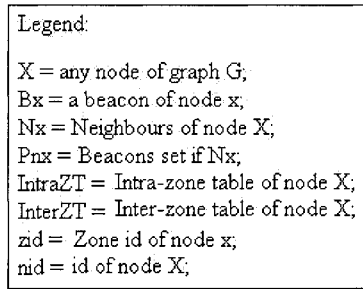 Legend:
X = any node of graph G;
Bx = a beacon of node x;
Nx = Neighbours of node X;
Pnx = Beacons set if Nx;
IntraZT = Intra-zone table of node X;
InterZT = Inter-zone table of node X;
zid = Zone id of node x;
nid = id of node X;